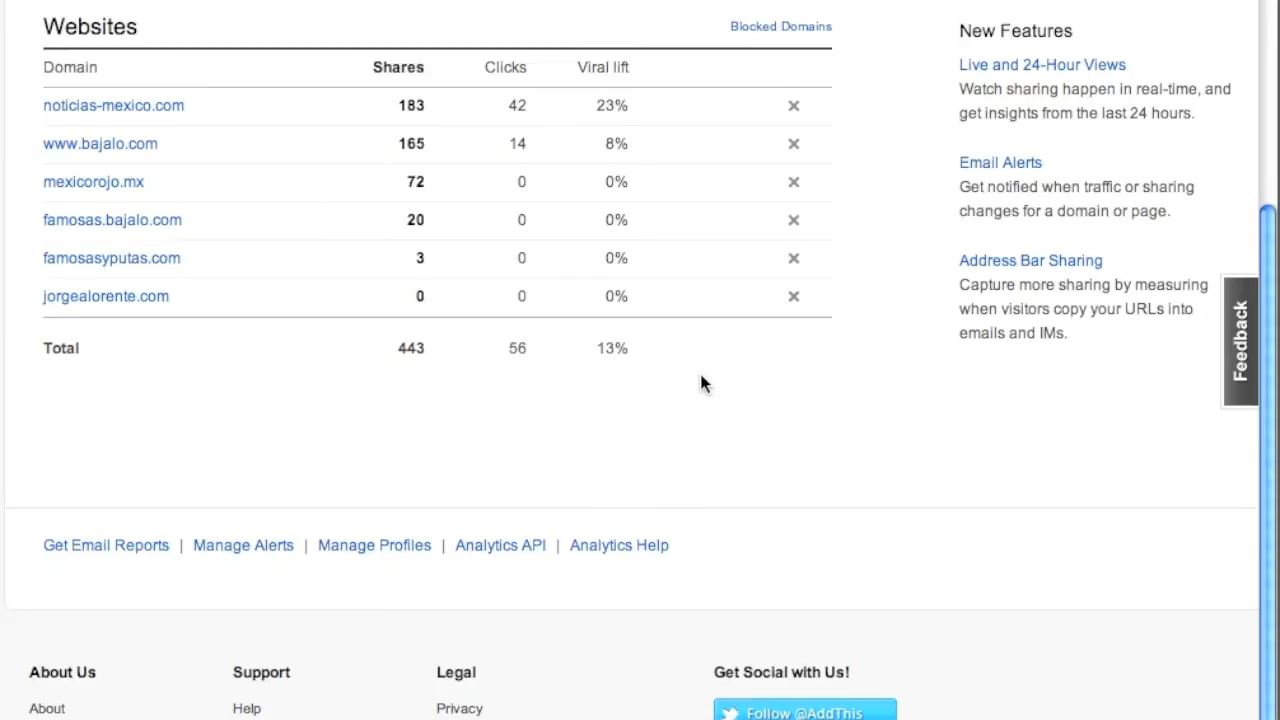 Websites
Blocked Domains
Domain Shares Clicks Viral lift
noticias-mexico.com 183 42 23%
www.bajalo.com 165 14 8%
mexicorojo.mx 72 0 0%
famosas.bajalo.com 20 0 0%
famosasyputas.com 3 0 0%
jorgealorente.com 0 0 0%
Total 443 56 13%
New Features
Live and 24-Hour Views
Watch sharing happen in real-time, and
get insights from the last 24 hours.
Email Alerts
Get notified when traffic or sharing
changes for a domain or page.
Address Bar Sharing
Capture more sharing by measuring
when visitors copy your URLs into
emails and IMs.
Feedback
Get Email Reports | Manage Alerts | Manage Profiles | Analytics API | Analytics Help
About Us Support Legal Get Social with Us!
About Help Privacy Follow @AddThis